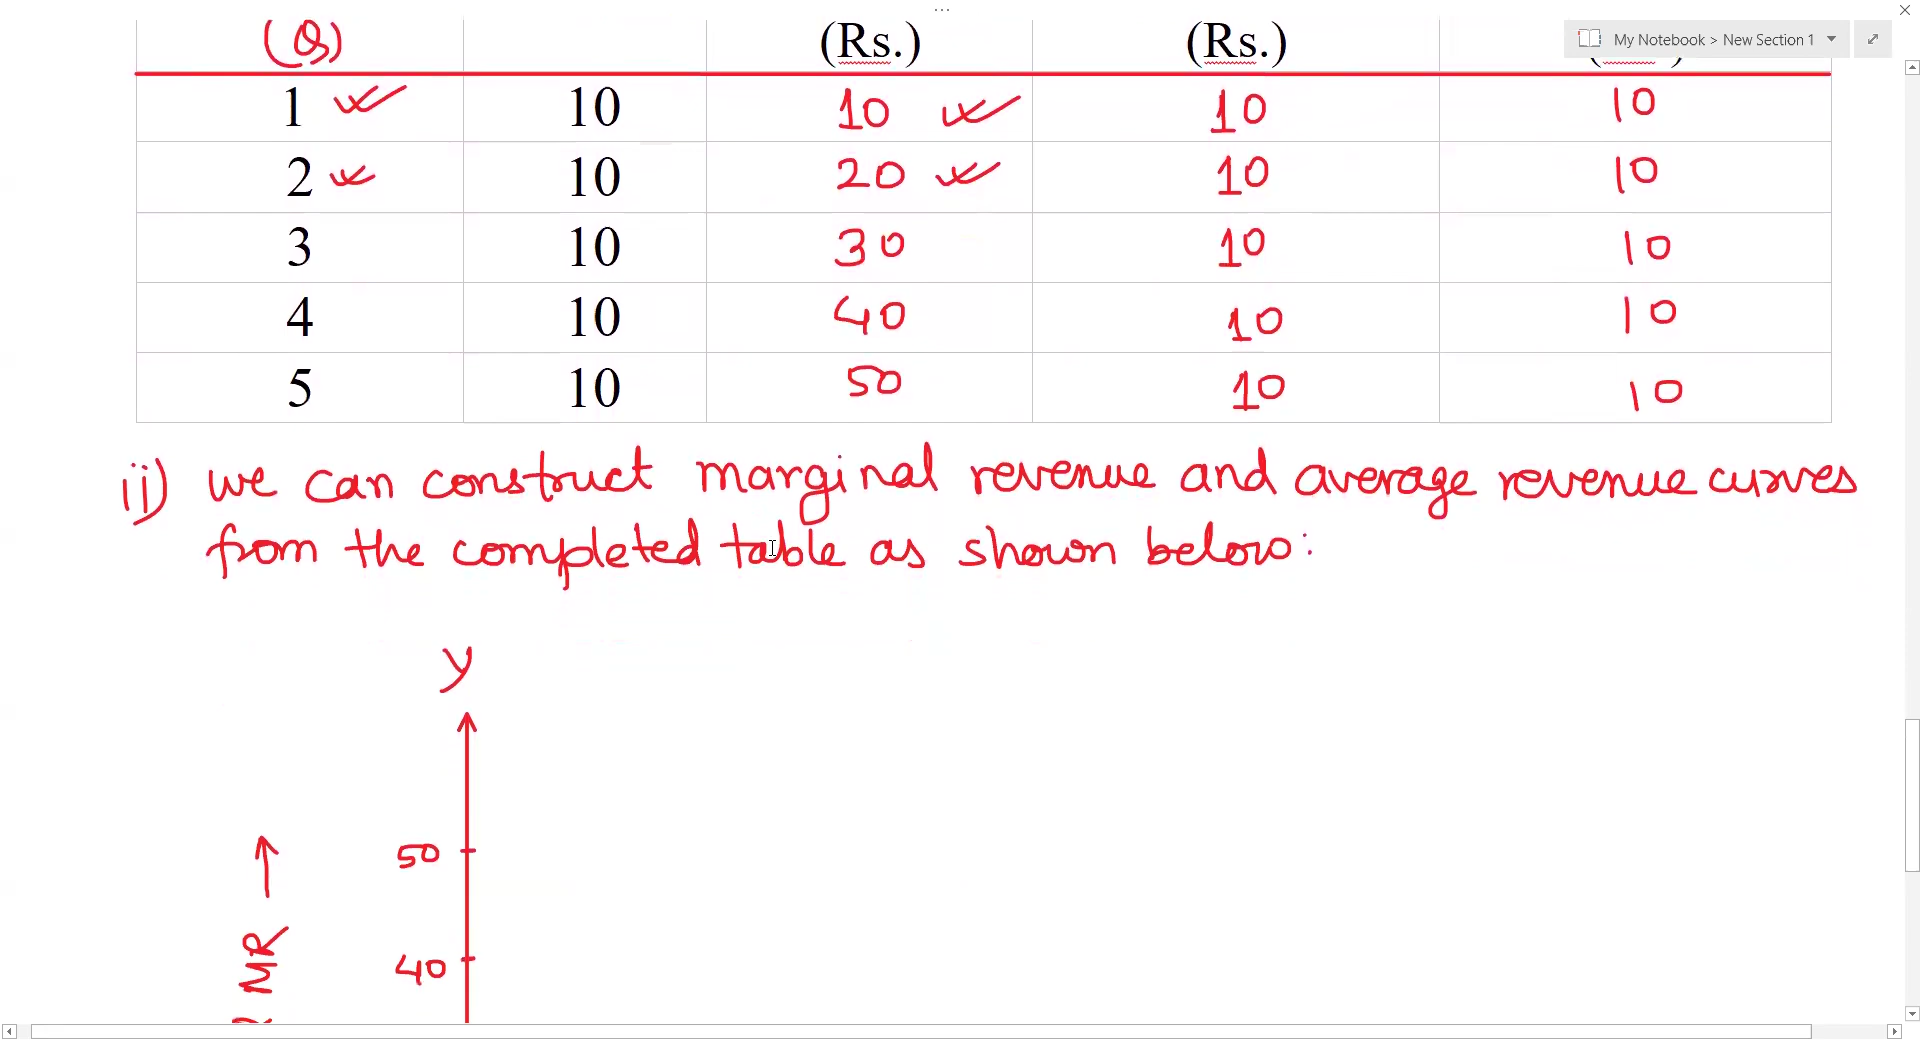 ...
My Notebook > New Section 1
(Q) (Rs.) (Rs.)
1 10 10 10 10
2 10 20 10 10
3 10 30 10 10
4 10 40 10 10
5 10 50 10 10
ii) we can construct marginal revenue and average revenue curves
from the completed table as shown below:
y
50
40
MR